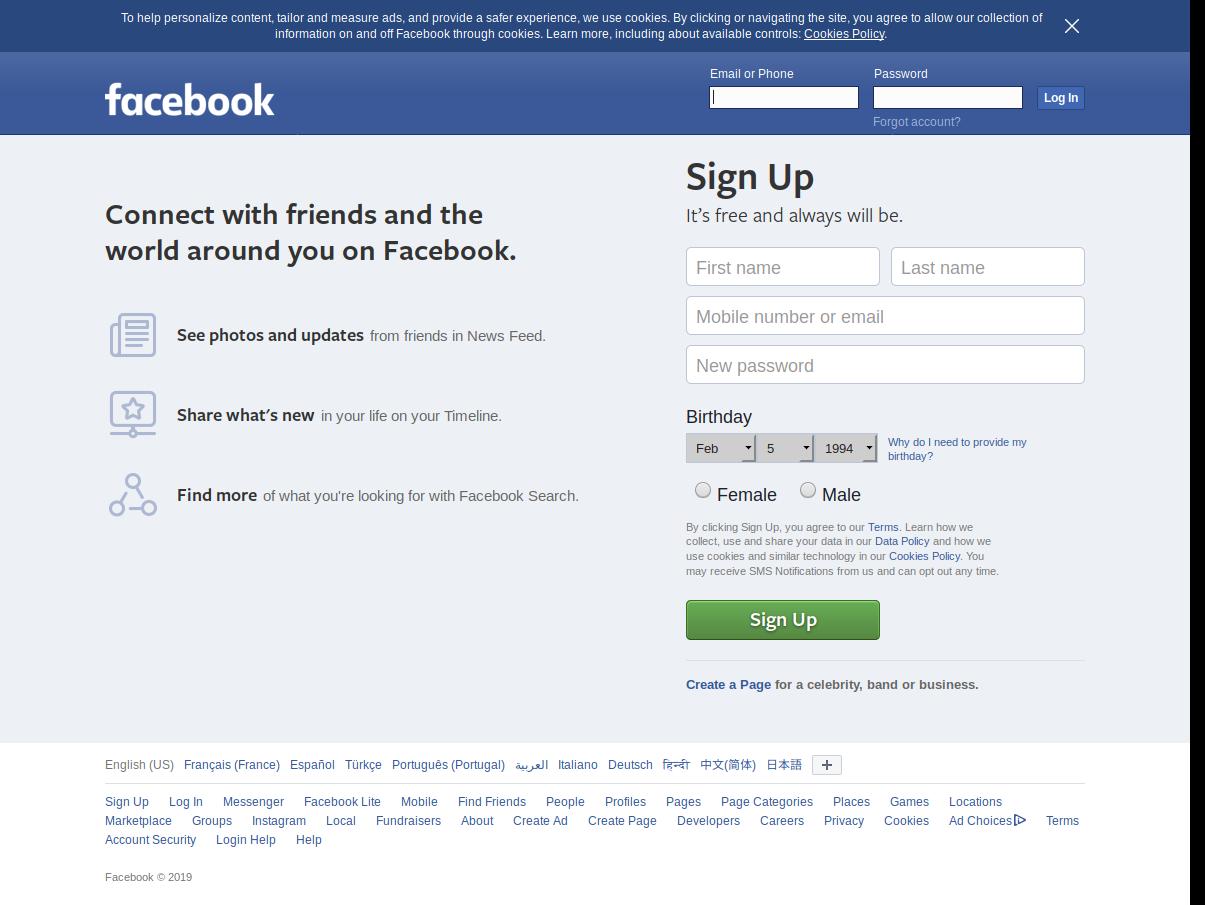 To help personalize content, tailor and measure ads, and provide a safer experience, we use cookies. By clicking or navigating the site, you agree to allow our collection of
information on and off Facebook through cookies. Learn more, including about available controls: Cookies Policy.
facebook
Email or Phone
Password
Log In
Forgot account?
Connect with friends and the
world around you on Facebook.
See photos and updates from friends in News Feed.
Share what's new in your life on your Timeline.
Find more of what you're looking for with Facebook Search.
Sign Up
It's free and always will be.
First name
Last name
Mobile number or email
New password
Birthday
Feb 5 1994
Why do I need to provide my
birthday?
Female Male
By clicking Sign Up, you agree to our Terms. Learn how we
collect, use and share your data in our Data Policy and how we
use cookies and similar technology in our Cookies Policy. You
may receive SMS Notifications from us and can opt out any time.
Sign Up
Create a Page for a celebrity, band or business.
English (US) Français (France) Español Türkçe Português (Portugal) العربية Italiano Deutsch हिन्दी 中文(简体) 日本語 +
Sign Up Log In Messenger Facebook Lite Mobile Find Friends People Profiles Pages Page Categories Places Games Locations
Marketplace Groups Instagram Local Fundraisers About Create Ad Create Page Developers Careers Privacy Cookies Ad Choices Terms
Account Security Login Help Help
Facebook © 2019